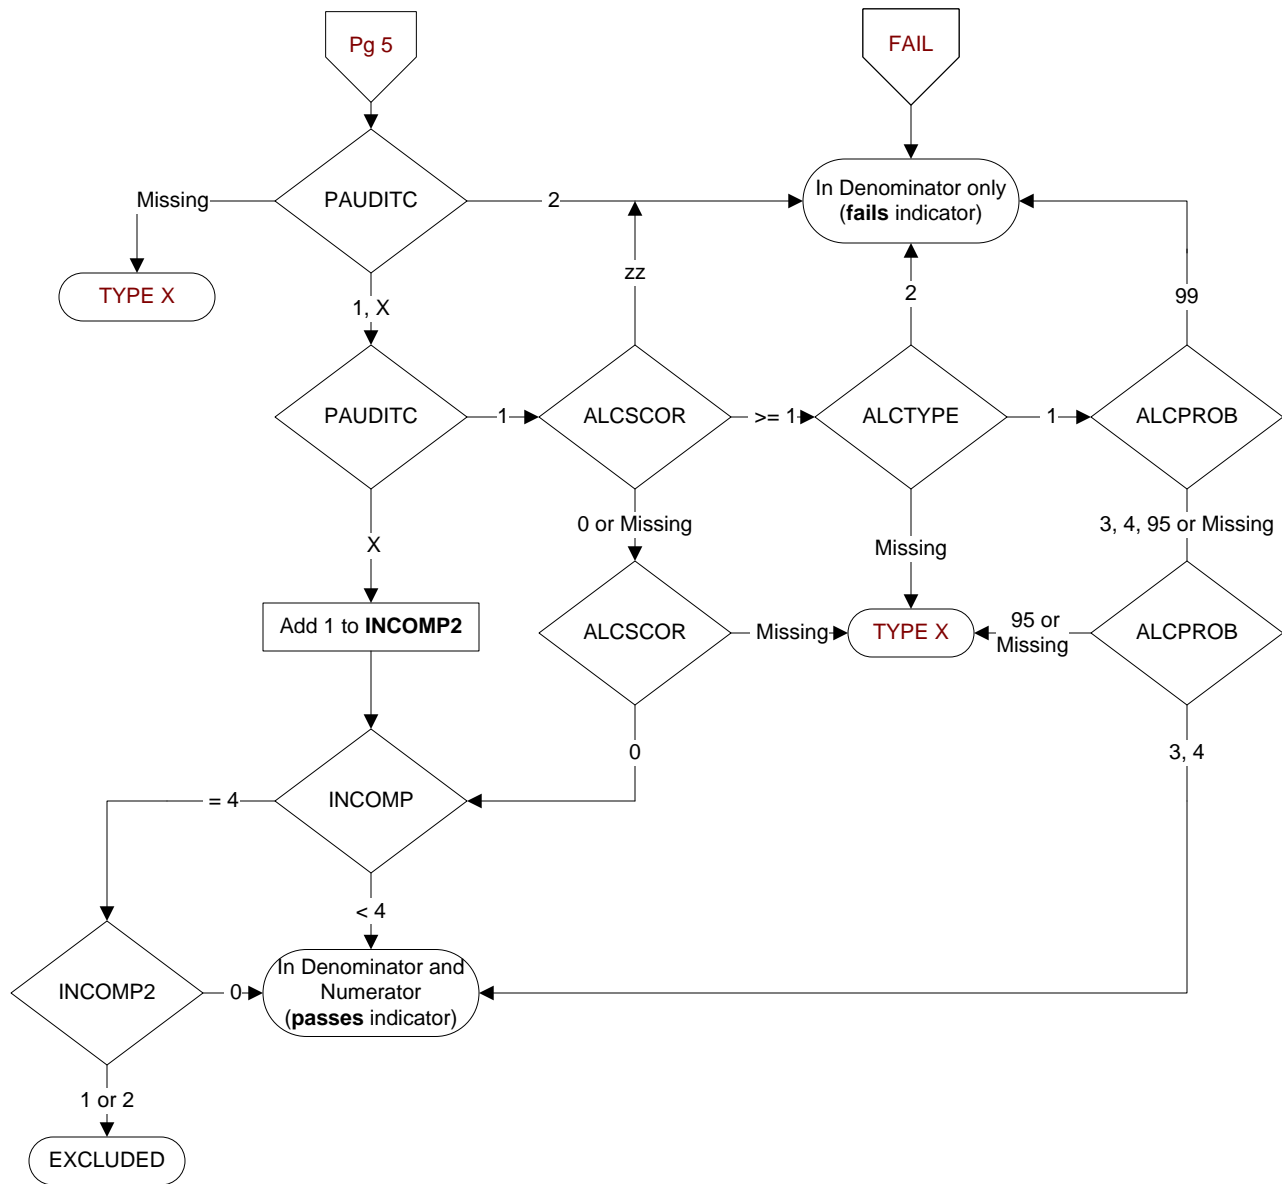 Pg 5
FAIL
PAUDITC
Missing
2
In Denominator only
(fails indicator)
TYPE X
zz
2
99
1, X
PAUDITC
1
ALCSCOR
>= 1
ALCTYPE
1
ALCPROB
0 or Missing
3, 4, 95 or Missing
X
Missing
Add 1 to INCOMP2
ALCSCOR
Missing
TYPE X
95 or
Missing
ALCPROB
0
3, 4
= 4
INCOMP
< 4
INCOMP2
0
In Denominator and
Numerator
(passes indicator)
1 or 2
EXCLUDED